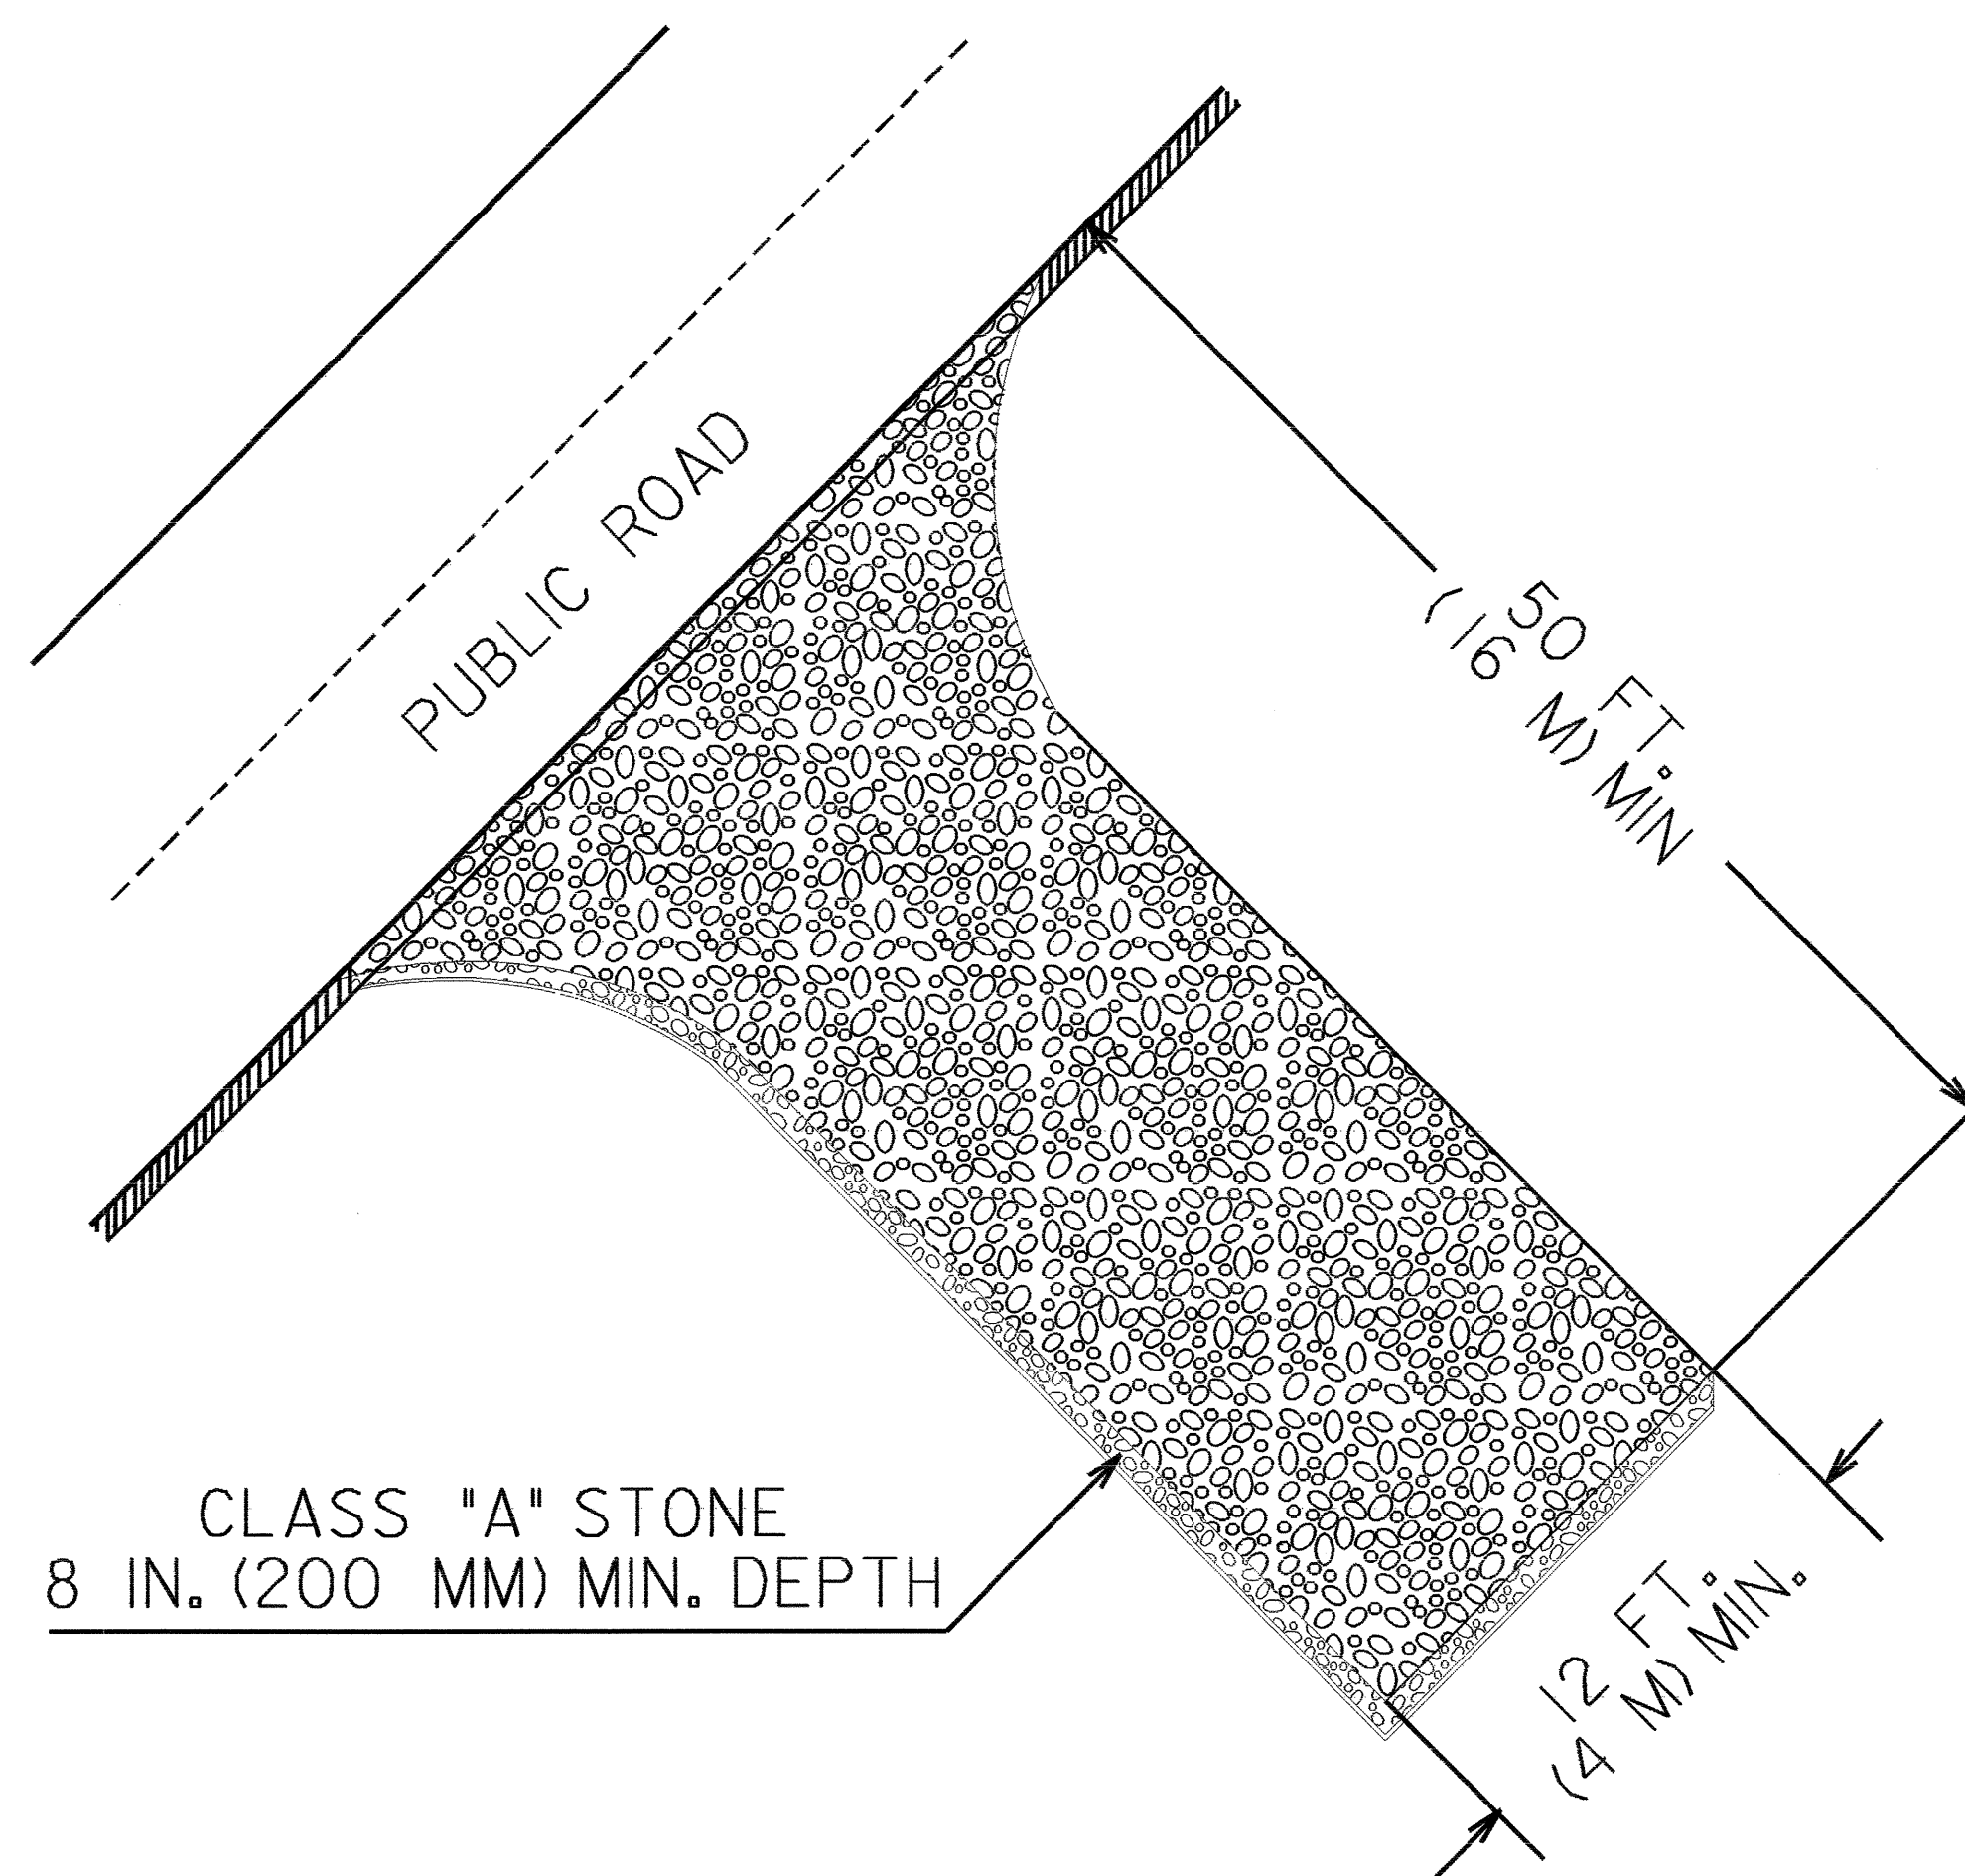 PUBLIC ROAD
50 FT.
(16 M) MIN
CLASS "A" STONE
8 IN. (200 MM) MIN. DEPTH
12 FT.
(4 M) MIN.